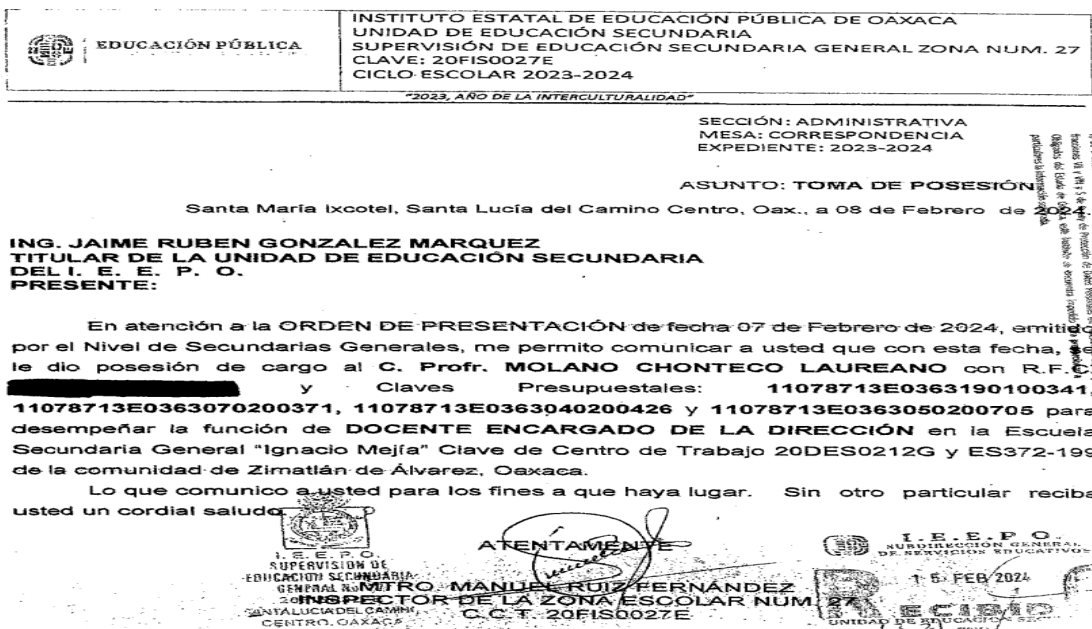 EDUCACIÓN PÚBLICA
INSTITUTO ESTATAL DE EDUCACIÓN PÚBLICA DE OAXACA
UNIDAD DE EDUCACIÓN SECUNDARIA
SUPERVISIÓN DE EDUCACIÓN SECUNDARIA GENERAL ZONA NUM. 27
CLAVE: 20FIS0027E
CICLO ESCOLAR 2023-2024
"2023, AÑO DE LA INTERCULTURALIDAD"
SECCIÓN: ADMINISTRATIVA
MESA: CORRESPONDENCIA
EXPEDIENTE: 2023-2024
ASUNTO: TOMA DE POSESIÓN
Santa María Ixcotel, Santa Lucía del Camino Centro, Oax., a 08 de Febrero de 2024
ING. JAIME RUBEN GONZALEZ MARQUEZ
TITULAR DE LA UNIDAD DE EDUCACIÓN SECUNDARIA
DEL I. E. E. P. O.
PRESENTE:
En atención a la ORDEN DE PRESENTACIÓN de fecha 07 de Febrero de 2024, emitido
por el Nivel de Secundarias Generales, me permito comunicar a usted que con esta fecha,
le dio posesión de cargo al C. Profr. MOLANO CHONTECO LAUREANO con R.F.C
y Claves Presupuestales: 11078713E0363190100341,
11078713E0363070200371, 11078713E0363040200426 y 11078713E0363050200705 para
desempeñar la función de DOCENTE ENCARGADO DE LA DIRECCIÓN en la Escuela
Secundaria General "Ignacio Mejía" Clave de Centro de Trabajo 20DES0212G y ES372-199
de la comunidad de Zimatlán de Álvarez, Oaxaca.
Lo que comunico a usted para los fines a que haya lugar. Sin otro particular reciba
usted un cordial saludo.
ATENTAMENTE
MTRO. MANUEL RUIZ FERNÁNDEZ
INSPECTOR DE LA ZONA ESCOLAR NUM. 27
C.C.T. 20FIS0027E
I.E.E.P.O.
SUPERVISIÓN DE
EDUCACION SECUNDARIA
GENERAL
SANTA LUCIA DEL CAMINO,
CENTRO, OAXACA
I.E.E.P.O.
SUBDIRECCIÓN GENERAL
DE SERVICIOS EDUCATIVOS
15 FEB 2024
RECIBID
UNIDAD DE EDUCACIÓN